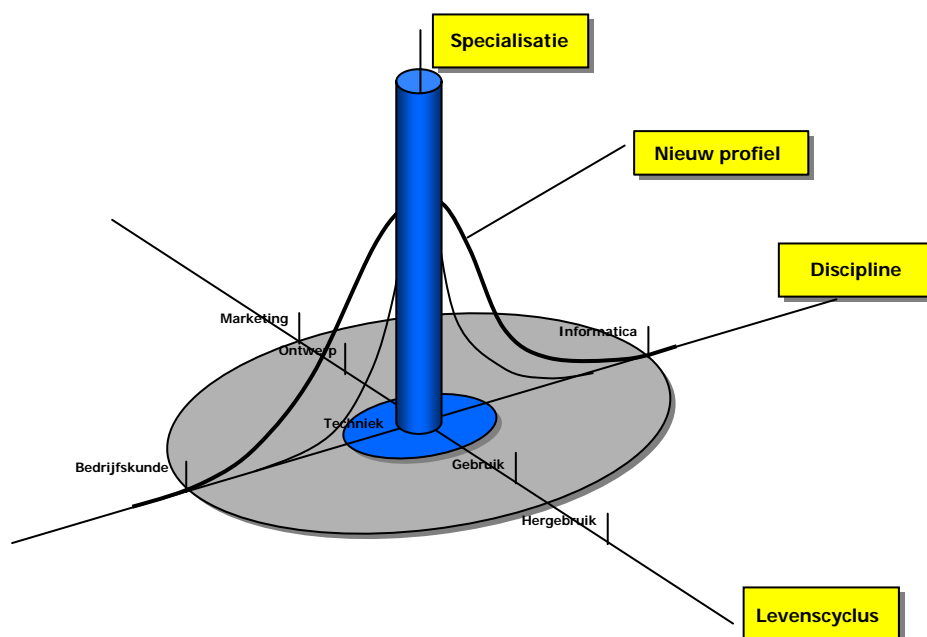 Specialisatie
Nieuw profiel
Discipline
Marketing
Informatica
Ontwerp
Techniek
Bedrijfskunde
Gebruik
Hergebruik
Levenscyclus